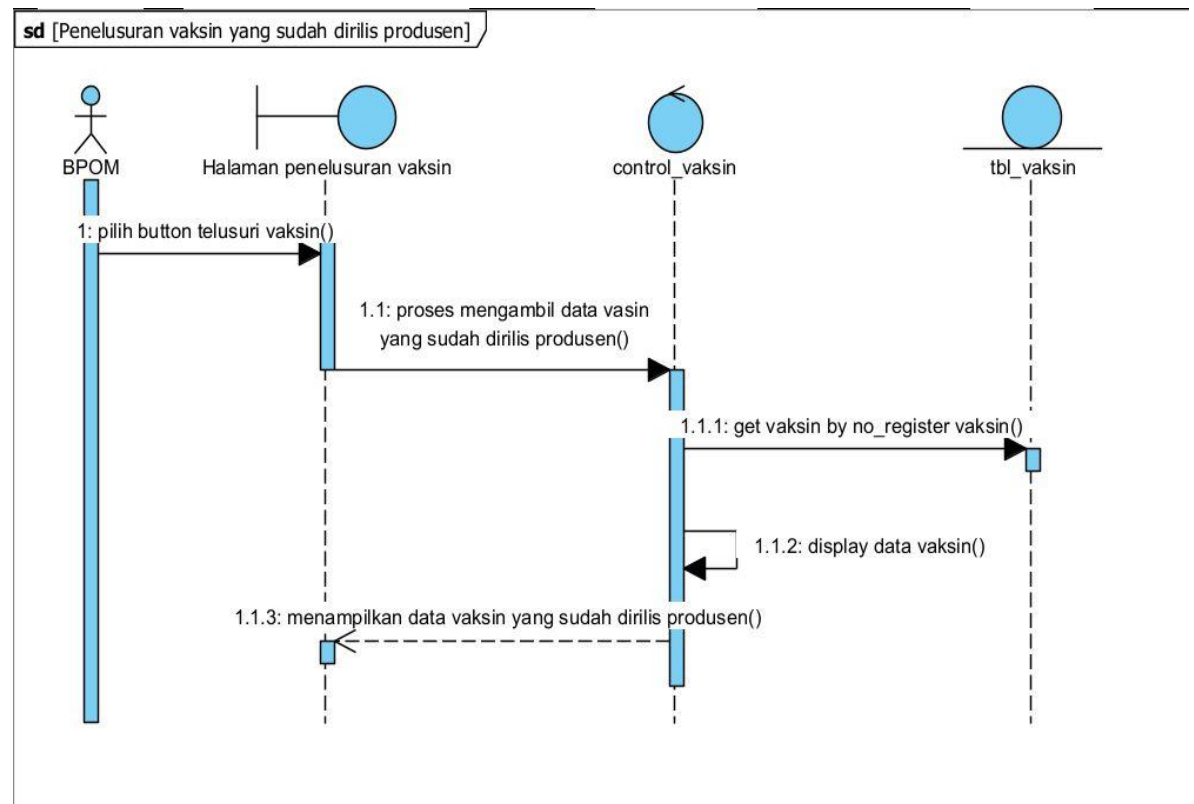 sd [Penelusuran vaksin yang sudah dirilis produsen]
BPOM
Halaman penelusuran vaksin
control_vaksin
tbl_vaksin
1: pilih button telusuri vaksin()
1.1: proses mengambil data vasin
yang sudah dirilis produsen()
1.1.1: get vaksin by no_register vaksin()
1.1.2: display data vaksin()
1.1.3: menampilkan data vaksin yang sudah dirilis produsen()